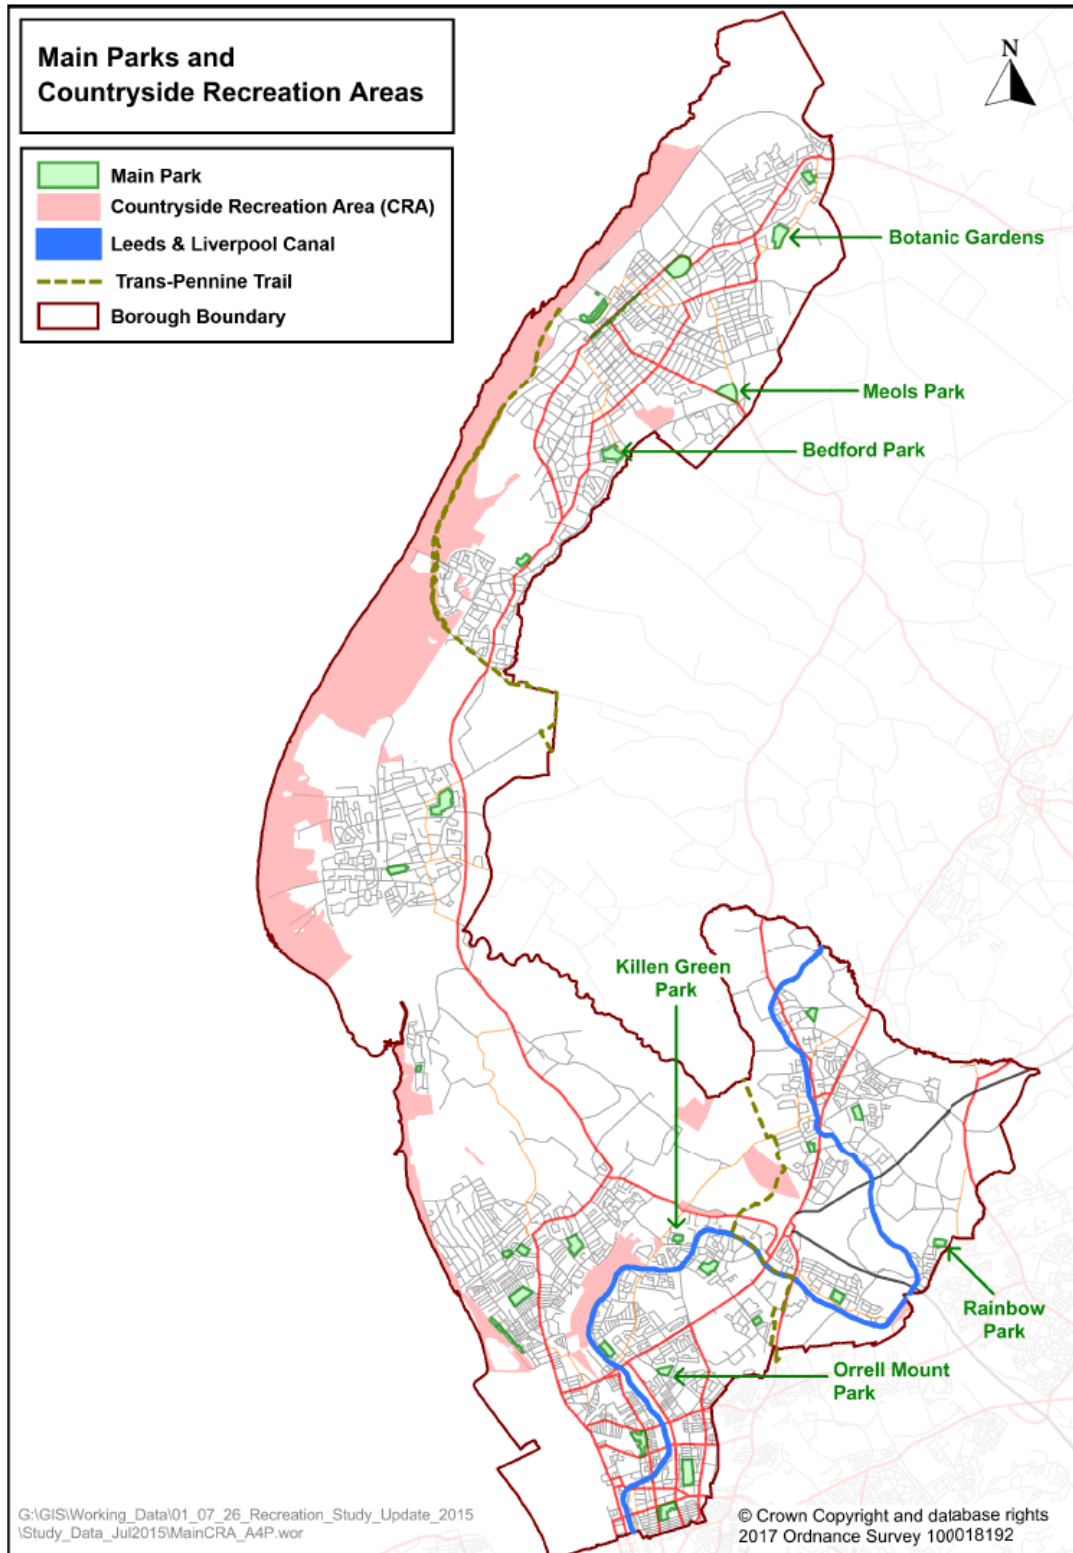 Main Parks and
Countryside Recreation Areas
N
Main Park
Countryside Recreation Area (CRA)
Leeds & Liverpool Canal
Trans-Pennine Trail
Borough Boundary
Botanic Gardens
Meols Park
Bedford Park
Killen Green
Park
Rainbow
Park
Orrell Mount
Park
G:\GIS\Working_Data\01_07_26_Recreation_Study_Update_2015
\Study_Data_Jul2015\MainCRA_A4P.wor
© Crown Copyright and database rights
2017 Ordnance Survey 100018192